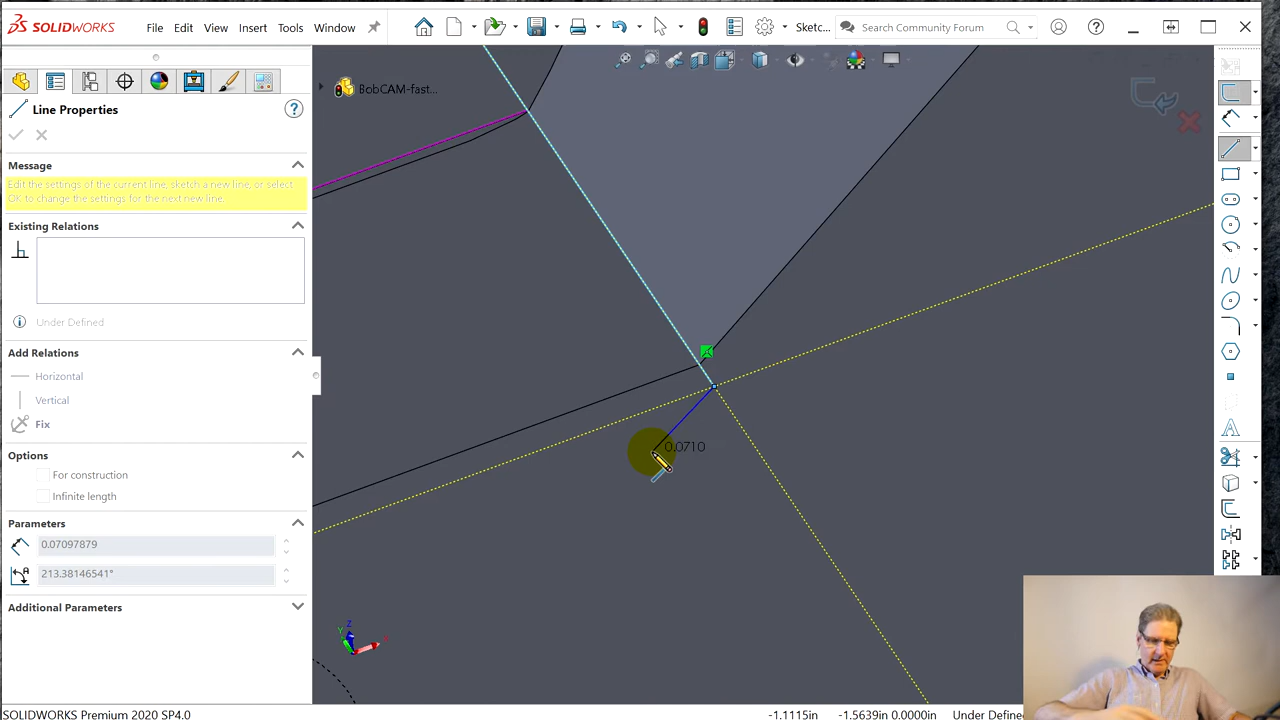 SOLIDWORKS File Edit View Insert Tools Window Sketc... Search Community Forum
BobCAM-fast...
Line Properties
Message
Edit the settings of the current line, sketch a new line, or select
OK to change the settings for the next new line.
Existing Relations
Under Defined
Add Relations
Horizontal
Vertical
Fix
Options
For construction
Infinite length
Parameters
0.07097879
213.38146541°
Additional Parameters
0.0710
Z
Y
X
SOLIDWORKS Premium 2020 SP4.0 -1.1115in -1.5639in 0.0000in Under Define